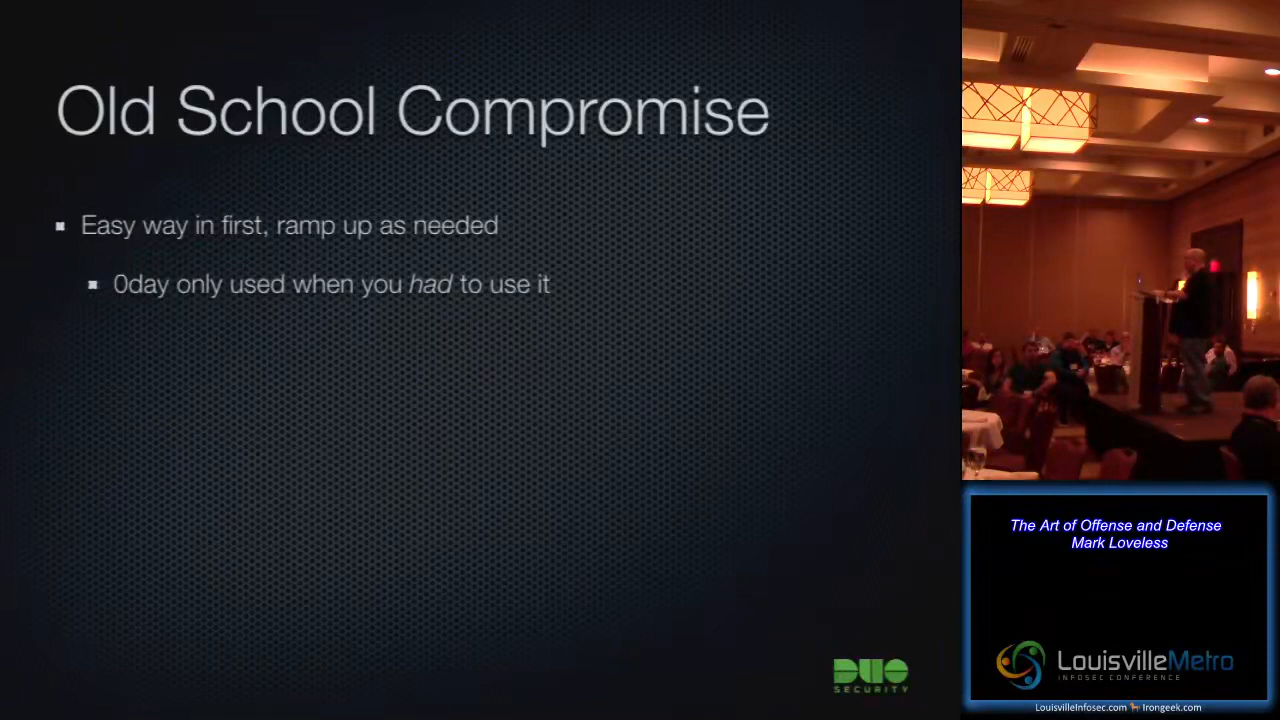 Old School Compromise
Easy way in first, ramp up as needed
0day only used when you had to use it
DUO
SECURITY
The Art of Offense and Defense
Mark Loveless
LouisvilleMetro
INFOSEC CONFERENCE
LouisvilleInfosec.com Irongeek.com